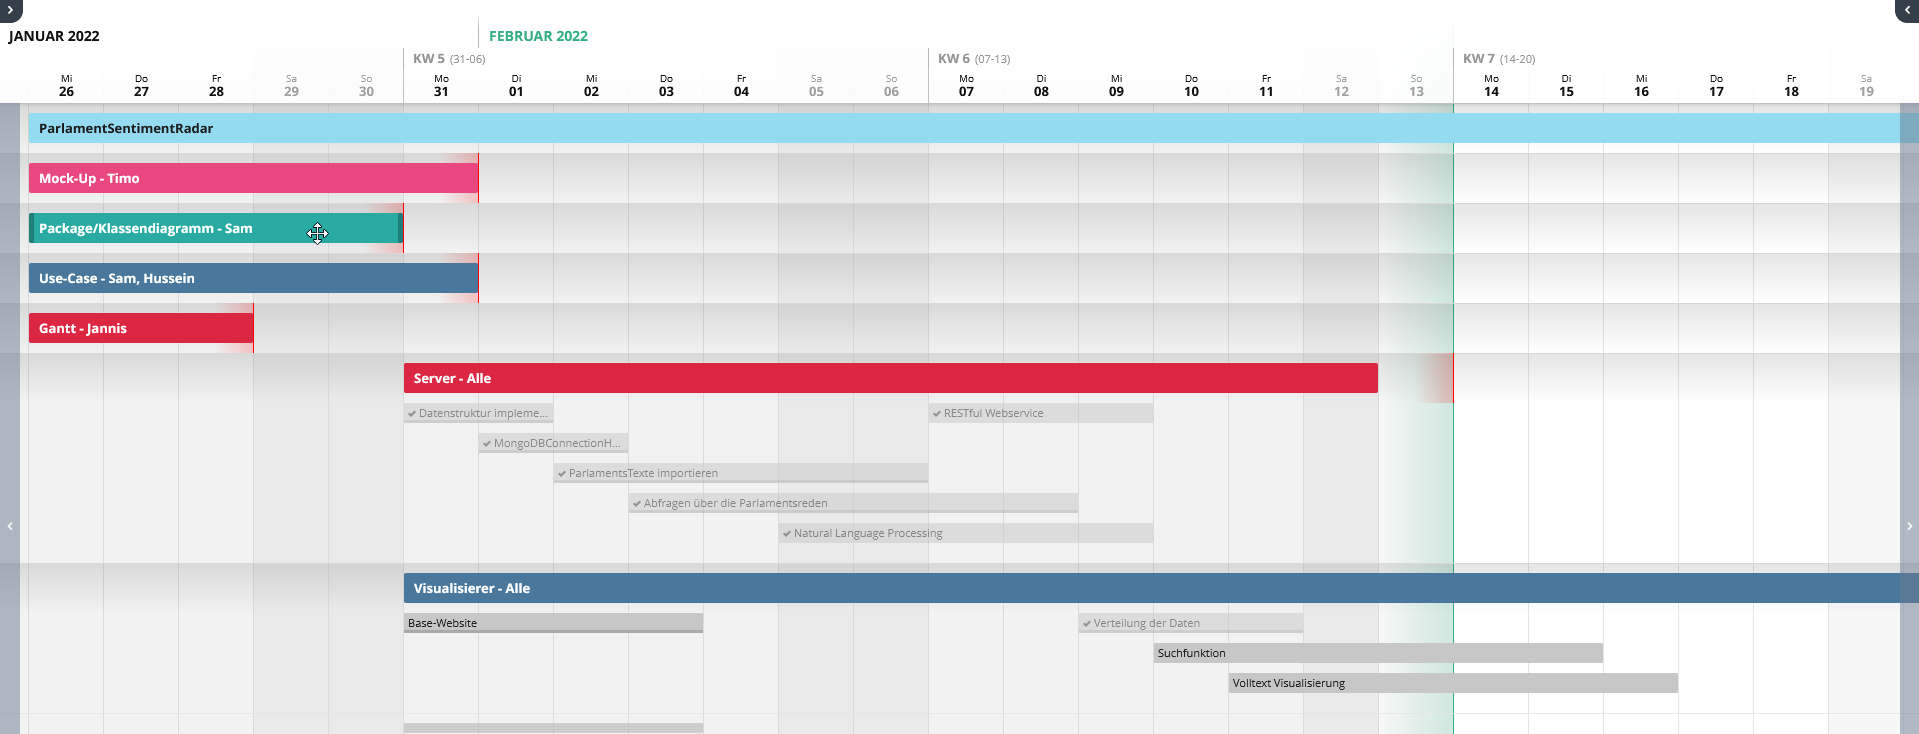 JANUAR 2022
FEBRUAR 2022
KW 5 (31-06)
KW 6 (07-13)
KW 7 (14-20)
Mi Do Fr Sa So Mo Di Mi Do Fr Sa So Mo Di Mi Do Fr Sa So Mo Di Mi Do Fr Sa
26 27 28 29 30 31 01 02 03 04 05 06 07 08 09 10 11 12 13 14 15 16 17 18 19
ParlamentSentimentRadar
Mock-Up - Timo
Package/Klassendiagramm - Sam
Use-Case - Sam, Hussein
Gantt - Jannis
Server - Alle
Datenstruktur impleme...
RESTful Webservice
MongoDBConnectionH...
ParlamentsTexte importieren
Abfragen über die Parlamentsreden
Natural Language Processing
Visualisierer - Alle
Base-Website
Verteilung der Daten
Suchfunktion
Volltext Visualisierung